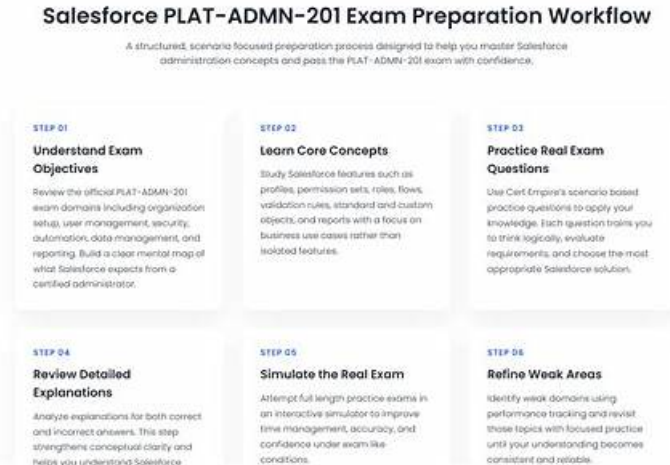 Salesforce PLAT-ADMN-201 Exam Preparation Workflow
A structured, scenario focused preparation process designed to help you master Salesforce
administration concepts and pass the PLAT-ADMN-201 exam with confidence.
STEP 01
Understand Exam
Objectives
Review the official PLAT-ADMN-201
exam domains including organization
setup, user management, security,
automation, data management, and
reporting. Build a clear mental map of
what Salesforce expects from a
certified administrator.
STEP 02
Learn Core Concepts
Study Salesforce features such as
profiles, permission sets, roles, flows,
validation rules, standard and custom
objects, and reports with a focus on
business use cases rather than
isolated features.
STEP 03
Practice Real Exam
Questions
Use Cert Empire's scenario based
practice questions to apply your
knowledge. Each question trains you
to think logically, evaluate
requirements, and choose the most
appropriate Salesforce solution.
STEP 04
Review Detailed
Explanations
Analyze explanations for both correct
and incorrect answers. This step
strengthens conceptual clarity and
helps you understand Salesforce
STEP 05
Simulate the Real Exam
Attempt full length practice exams in
an interactive simulator to improve
time management, accuracy, and
confidence under exam like
conditions.
STEP 06
Refine Weak Areas
Identify weak domains using
performance tracking and revisit
those topics with focused practice
until your understanding becomes
consistent and reliable.